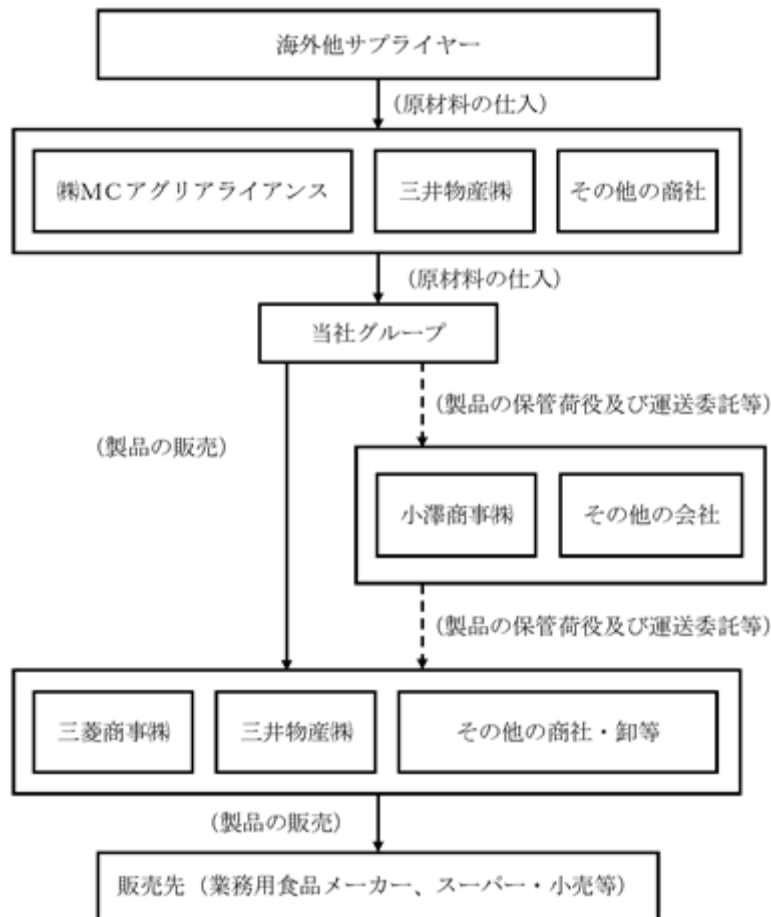 海外他サプライヤー
(原材料の仕入)
㈱MCアグリアライアンス
三井物産㈱
その他の商社
(原材料の仕入)
当社グループ
(製品の保管荷役及び運送委託等)
(製品の販売)
小澤商事㈱
その他の会社
(製品の保管荷役及び運送委託等)
三菱商事㈱
三井物産㈱
その他の商社・卸等
(製品の販売)
販売先（業務用食品メーカー、スーパー・小売等）